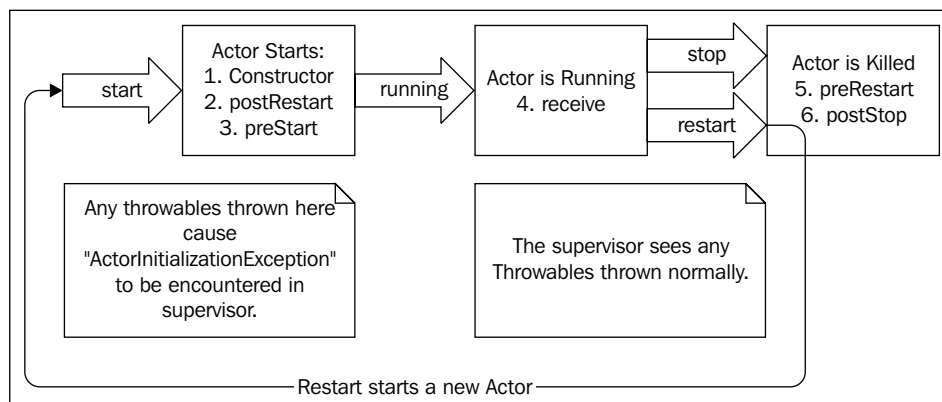 start
Actor Starts:
1. Constructor
2. postRestart
3. preStart
running
Actor is Running
4. receive
stop
restart
Actor is Killed
5. preRestart
6. postStop
Any throwables thrown here
cause
"ActorInitializationException"
to be encountered in
supervisor.
The supervisor sees any
Throwables thrown normally.
Restart starts a new Actor